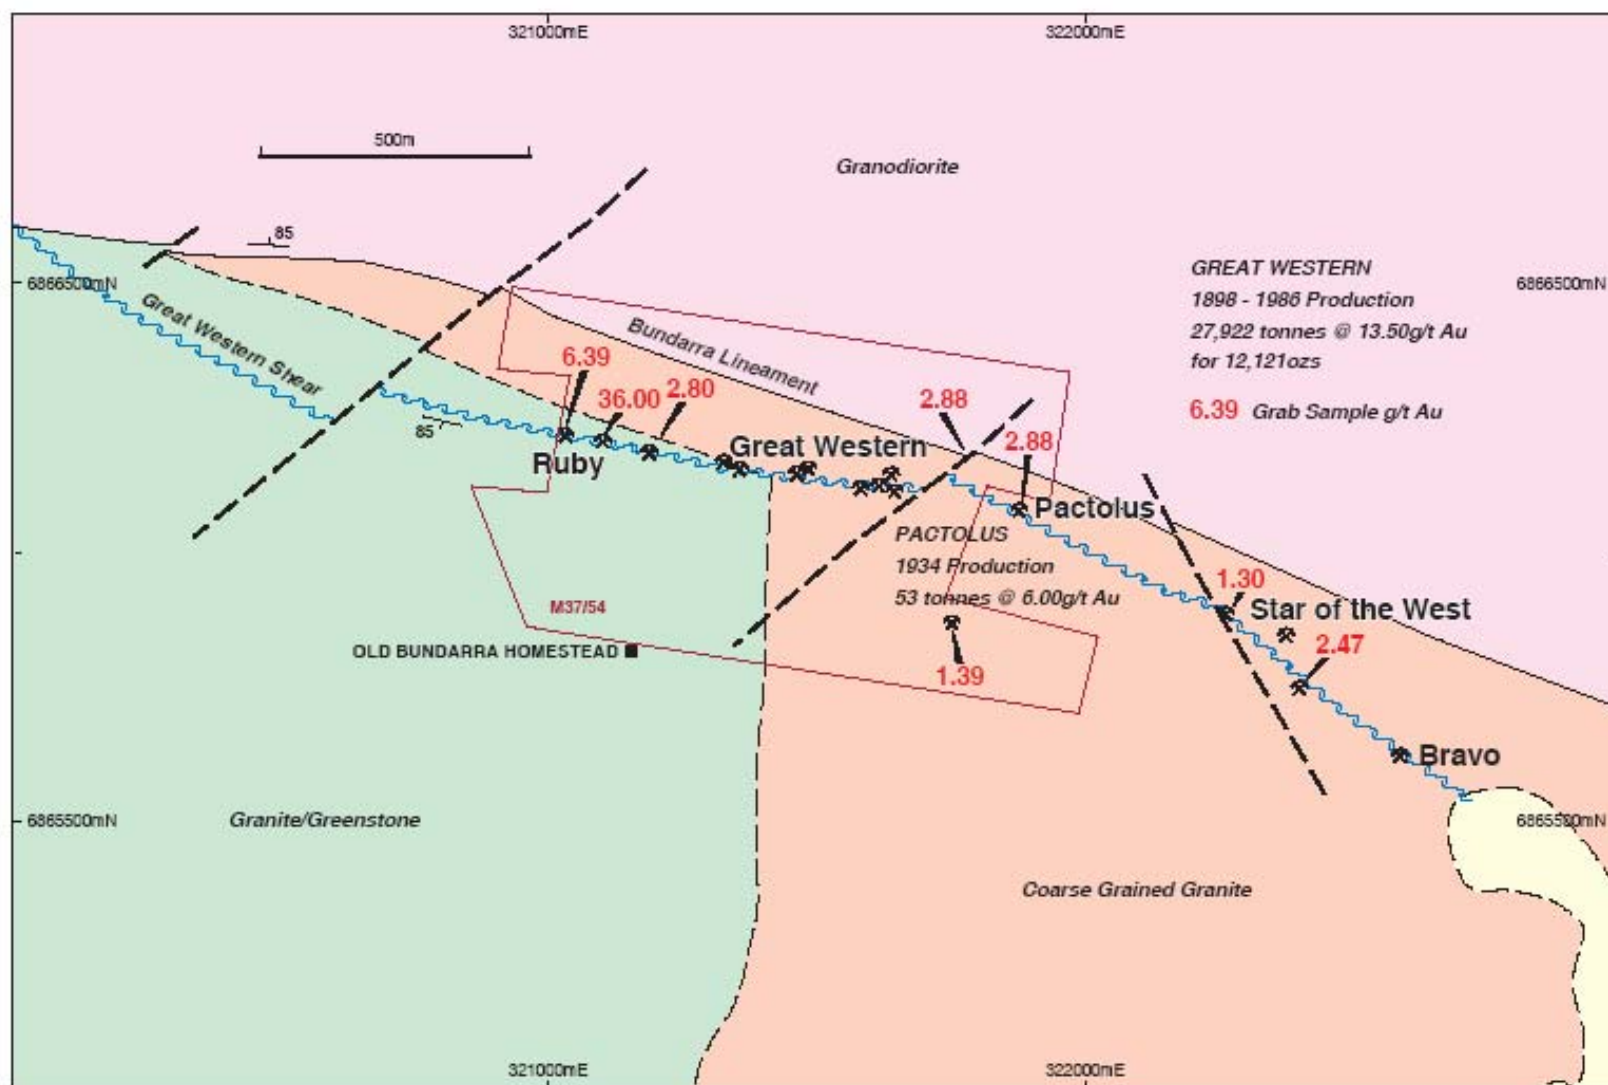 321000mE
322000mE
500m
Granodiorite
85
6866500mN
6866500mN
GREAT WESTERN
1898 - 1986 Production
27,922 tonnes @ 13.50g/t Au
for 12,121ozs
6.39 Grab Sample g/t Au
Great Western Shear
Bundarra Lineament
6.39
36.00
2.80
2.88
2.88
85
Ruby
Great Western
Pactolus
PACTOLUS
1934 Production
53 tonnes @ 6.00g/t Au
1.30
Star of the West
M37/54
OLD BUNDARRA HOMESTEAD
2.47
1.39
Bravo
6865500mN
Granite/Greenstone
6865500mN
Coarse Grained Granite
321000mE
322000mE